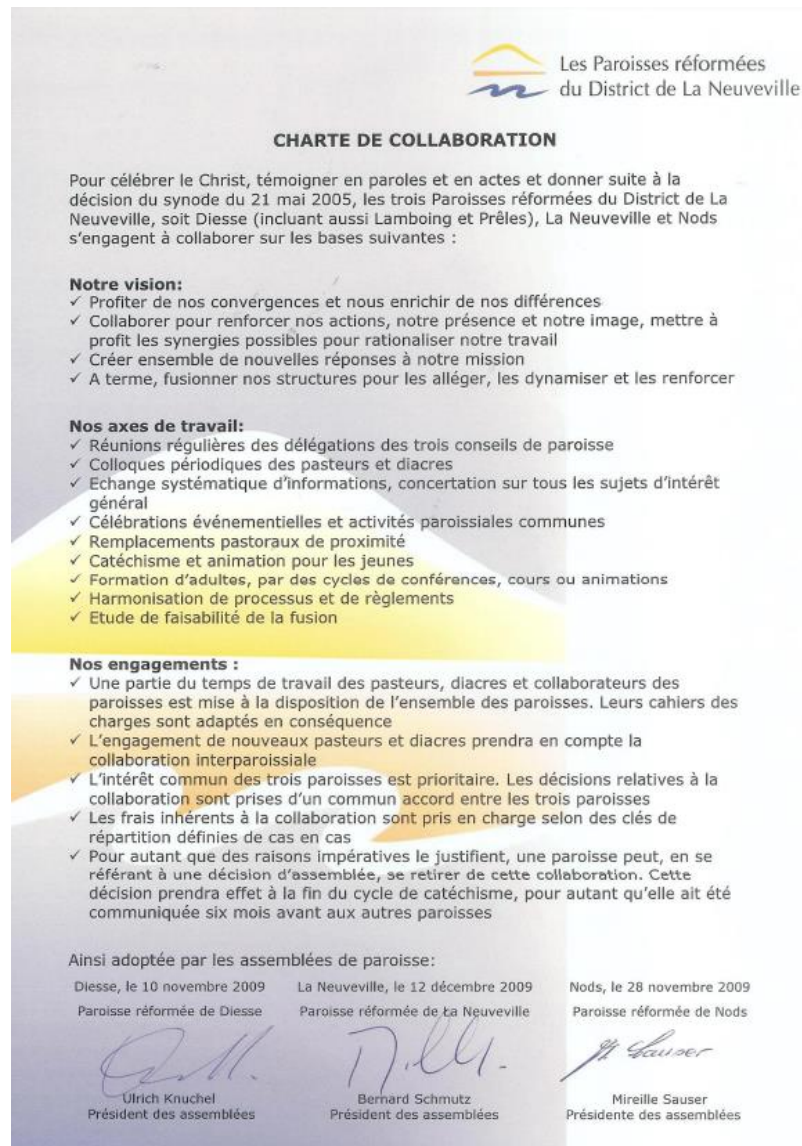 Les Paroisses réformées
du District de La Neuveville
CHARTE DE COLLABORATION
Pour célébrer le Christ, témoigner en paroles et en actes et donner suite à la
décision du synode du 21 mai 2005, les trois Paroisses réformées du District de La
Neuveville, soit Diesse (incluant aussi Lamboing et Prêles), La Neuveville et Nods
s'engagent à collaborer sur les bases suivantes :
Notre vision:
✓ Profiter de nos convergences et nous enrichir de nos différences
✓ Collaborer pour renforcer nos actions, notre présence et notre image, mettre à
profit les synergies possibles pour rationaliser notre travail
✓ Créer ensemble de nouvelles réponses à notre mission
✓ A terme, fusionner nos structures pour les alléger, les dynamiser et les renforcer
Nos axes de travail:
✓ Réunions régulières des délégations des trois conseils de paroisse
✓ Colloques périodiques des pasteurs et diacres
✓ Echange systématique d'informations, concertation sur tous les sujets d'intérêt
général
✓ Célébrations événementielles et activités paroissiales communes
✓ Remplacements pastoraux de proximité
✓ Catéchisme et animation pour les jeunes
✓ Formation d'adultes, par des cycles de conférences, cours ou animations
✓ Harmonisation de processus et de règlements
✓ Etude de faisabilité de la fusion
Nos engagements :
✓ Une partie du temps de travail des pasteurs, diacres et collaborateurs des
paroisses est mise à la disposition de l'ensemble des paroisses. Leurs cahiers des
charges sont adaptés en conséquence
✓ L'engagement de nouveaux pasteurs et diacres prendra en compte la
collaboration interparoissiale
✓ L'intérêt commun des trois paroisses est prioritaire. Les décisions relatives à la
collaboration sont prises d'un commun accord entre les trois paroisses
✓ Les frais inhérents à la collaboration sont pris en charge selon des clés de
répartition définies de cas en cas
✓ Pour autant que des raisons impératives le justifient, une paroisse peut, en se
référant à une décision d'assemblée, se retirer de cette collaboration. Cette
décision prendra effet à la fin du cycle de catéchisme, pour autant qu'elle ait été
communiquée six mois avant aux autres paroisses
Ainsi adoptée par les assemblées de paroisse:
Diesse, le 10 novembre 2009 La Neuveville, le 12 décembre 2009 Nods, le 28 novembre 2009
Paroisse réformée de Diesse Paroisse réformée de La Neuveville Paroisse réformée de Nods
Ulrich Knuchel Bernard Schmutz Mireille Sauser
Président des assemblées Président des assemblées Présidente des assemblées